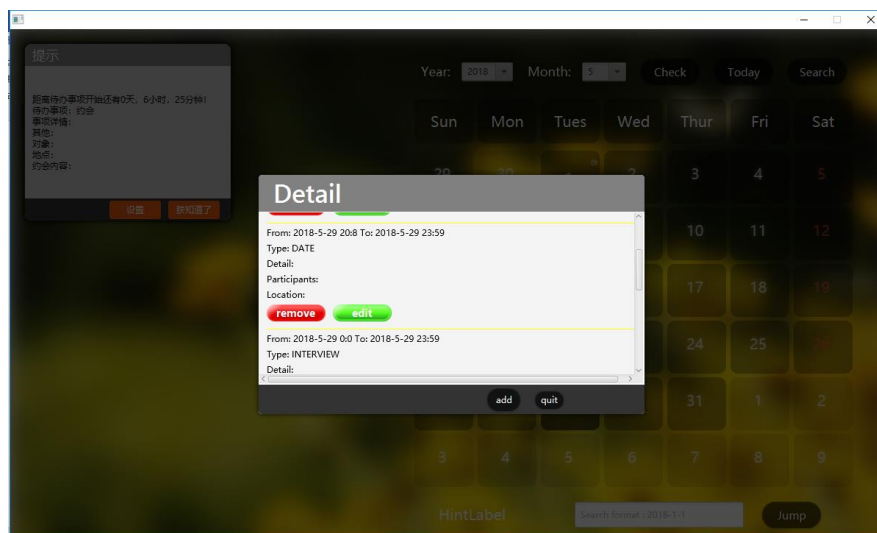 提示
距离待办事项开始还有0天，6小时，25分钟!
待办事项：约会
事项详情：
其他：
对象：
地点：
约会内容：
设置 朕知道了
Year: 2018 Month: 5 Check Today Search
Sun Mon Tues Wed Thur Fri Sat
29 30 1 2 3 4 5
Detail
From: 2018-5-29 20:8 To: 2018-5-29 23:59
Type: DATE
Detail:
Participants:
Location:
remove edit
From: 2018-5-29 0:0 To: 2018-5-29 23:59
Type: INTERVIEW
Detail:
add quit
10 11 12
17 18 19
24 25
31 1 2
3 4 5 6 7 8 9
HintLabel Search format : 2018-1-1 Jump